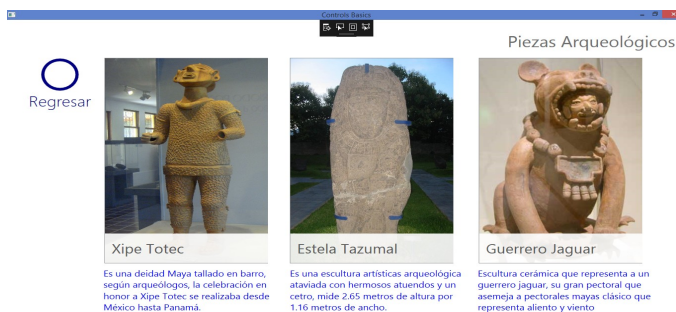 Controls Basics
Piezas Arqueológicos
Regresar
Xipe Totec
Es una deidad Maya tallado en barro,
según arqueólogos, la celebración en
honor a Xipe Totec se realizaba desde
México hasta Panamá.
Estela Tazumal
Es una escultura artísticas arqueológica
ataviada con hermosos atuendos y un
cetro, mide 2.65 metros de altura por
1.16 metros de ancho.
Guerrero Jaguar
Escultura cerámica que representa a un
guerrero jaguar, su gran pectoral que
asemeja a pectorales mayas clásico que
representa aliento y viento